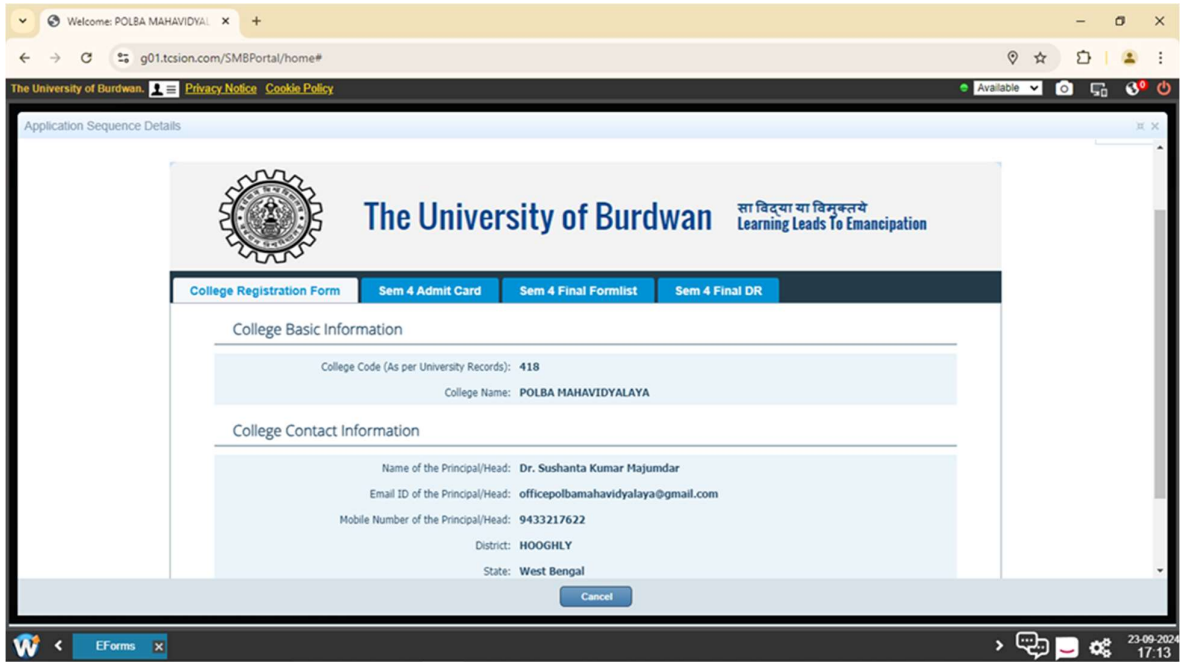 Welcome: POLBA MAHAVIDYAL
g01.tcsion.com/SMBPortal/home#
The University of Burdwan. Privacy Notice Cookie Policy Available 0
Application Sequence Details
The University of Burdwan
सा विद्या या विमुक्तये
Learning Leads To Emancipation
College Registration Form Sem 4 Admit Card Sem 4 Final Formlist Sem 4 Final DR
College Basic Information
College Code (As per University Records): 418
College Name: POLBA MAHAVIDYALAYA
College Contact Information
Name of the Principal/Head: Dr. Sushanta Kumar Majumdar
Email ID of the Principal/Head: officepolbamahavidyalaya@gmail.com
Mobile Number of the Principal/Head: 9433217622
District: HOOGHLY
State: West Bengal
Cancel
EForms
23-09-2024
17:13